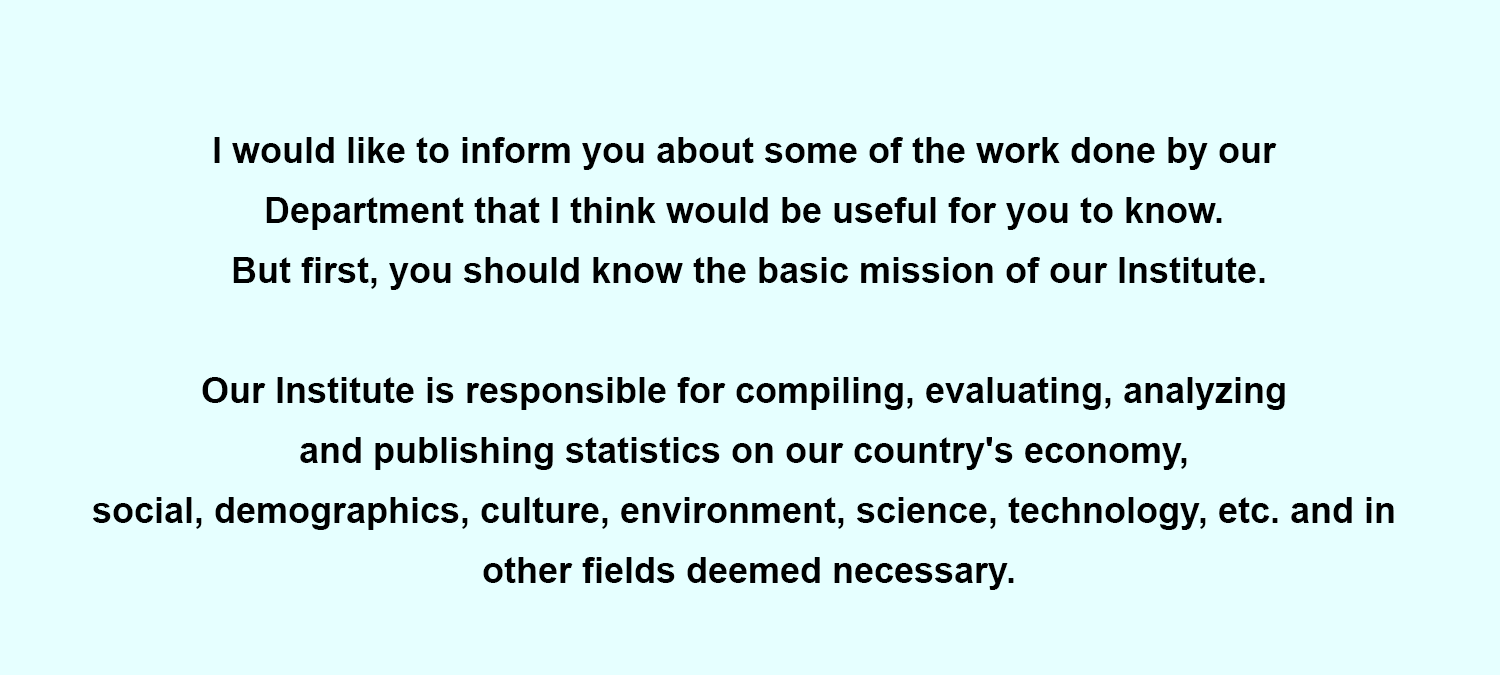 I would like to inform you about some of the work done by our
Department that I think would be useful for you to know.
But first, you should know the basic mission of our Institute.
Our Institute is responsible for compiling, evaluating, analyzing
and publishing statistics on our country's economy,
social, demographics, culture, environment, science, technology, etc. and in
other fields deemed necessary.